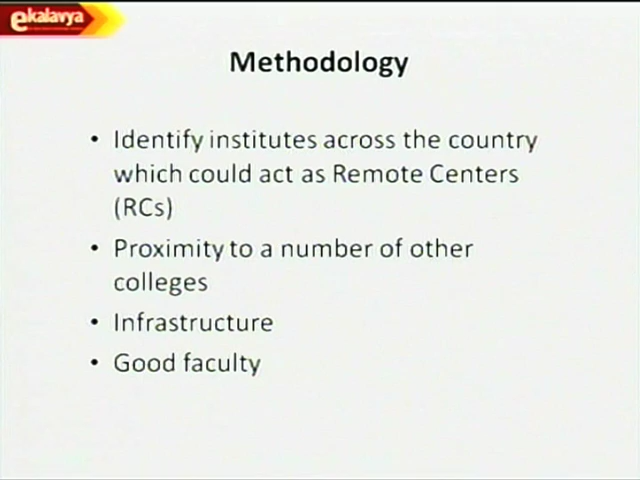 ekalavya
Methodology
• Identify institutes across the country
which could act as Remote Centers
(RCs)
• Proximity to a number of other
colleges
• Infrastructure
• Good faculty